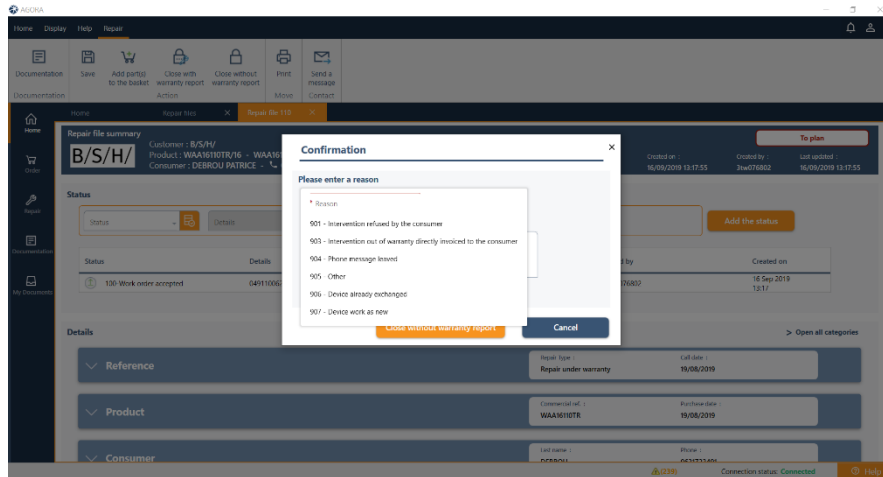 AGORA
Home Display Help Repair
Documentation Save Add part(s) to the basket Close with warranty report Close without warranty report Print Send a message
Documentation Action Move Contact
Home Repair files × Repair file 110 ×
Home
Order
Repair
Documentation
My Documents
Repair file summary
B/S/H/
Customer : B/S/H/
Product : WAA16110TR/16 - WAA161
Consumer : DEBROU PATRICE -
To plan
Created on : Created by : Last updated :
16/09/2019 13:17:55 3tw076802 16/09/2019 13:17:55
Status
Status Details Add the status
Status Details d by Created on
100-Work order accepted 76802 16 Sep 2019
13:17
Confirmation ×
Please enter a reason
* Reason
901 - Intervention refused by the consumer
903 - Intervention out of warranty directly invoiced to the consumer
904 - Phone message leaved
905 - Other
906 - Device already exchanged
907 - Device work as new
Close without warranty report Cancel
Details > Open all categories
Reference
Repair type : Call date :
Repair under warranty 19/08/2019
Product
Commercial ref. : Purchase date :
WAA16110TR 19/08/2019
Consumer
Last name : Phone :
DEBROU
(239) Connection status: Connected Help